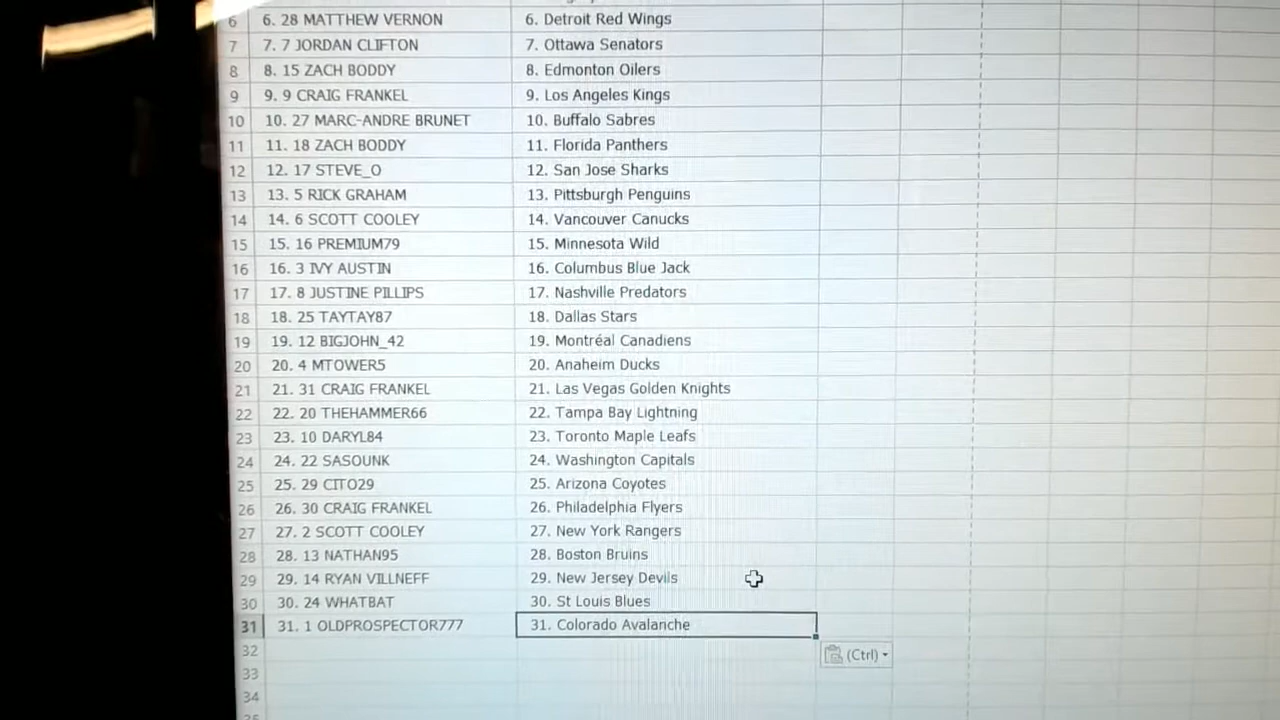 6 6. 28 MATTHEW VERNON 6. Detroit Red Wings
7 7. 7 JORDAN CLIFTON 7. Ottawa Senators
8 8. 15 ZACH BODDY 8. Edmonton Oilers
9 9. 9 CRAIG FRANKEL 9. Los Angeles Kings
10 10. 27 MARC-ANDRE BRUNET 10. Buffalo Sabres
11 11. 18 ZACH BODDY 11. Florida Panthers
12 12. 17 STEVE_O 12. San Jose Sharks
13 13. 5 RICK GRAHAM 13. Pittsburgh Penguins
14 14. 6 SCOTT COOLEY 14. Vancouver Canucks
15 15. 16 PREMIUM79 15. Minnesota Wild
16 16. 3 IVY AUSTIN 16. Columbus Blue Jack
17 17. 8 JUSTINE PILLIPS 17. Nashville Predators
18 18. 25 TAYTAY87 18. Dallas Stars
19 19. 12 BIGJOHN_42 19. Montréal Canadiens
20 20. 4 MTOWER5 20. Anaheim Ducks
21 21. 31 CRAIG FRANKEL 21. Las Vegas Golden Knights
22 22. 20 THEHAMMER66 22. Tampa Bay Lightning
23 23. 10 DARYL84 23. Toronto Maple Leafs
24 24. 22 SASOUNK 24. Washington Capitals
25 25. 29 CITO29 25. Arizona Coyotes
26 26. 30 CRAIG FRANKEL 26. Philadelphia Flyers
27 27. 2 SCOTT COOLEY 27. New York Rangers
28 28. 13 NATHAN95 28. Boston Bruins
29 29. 14 RYAN VILLNEFF 29. New Jersey Devils
30 30. 24 WHATBAT 30. St Louis Blues
31 31. 1 OLDPROSPECTOR777 31. Colorado Avalanche
32 (Ctrl)
33
34